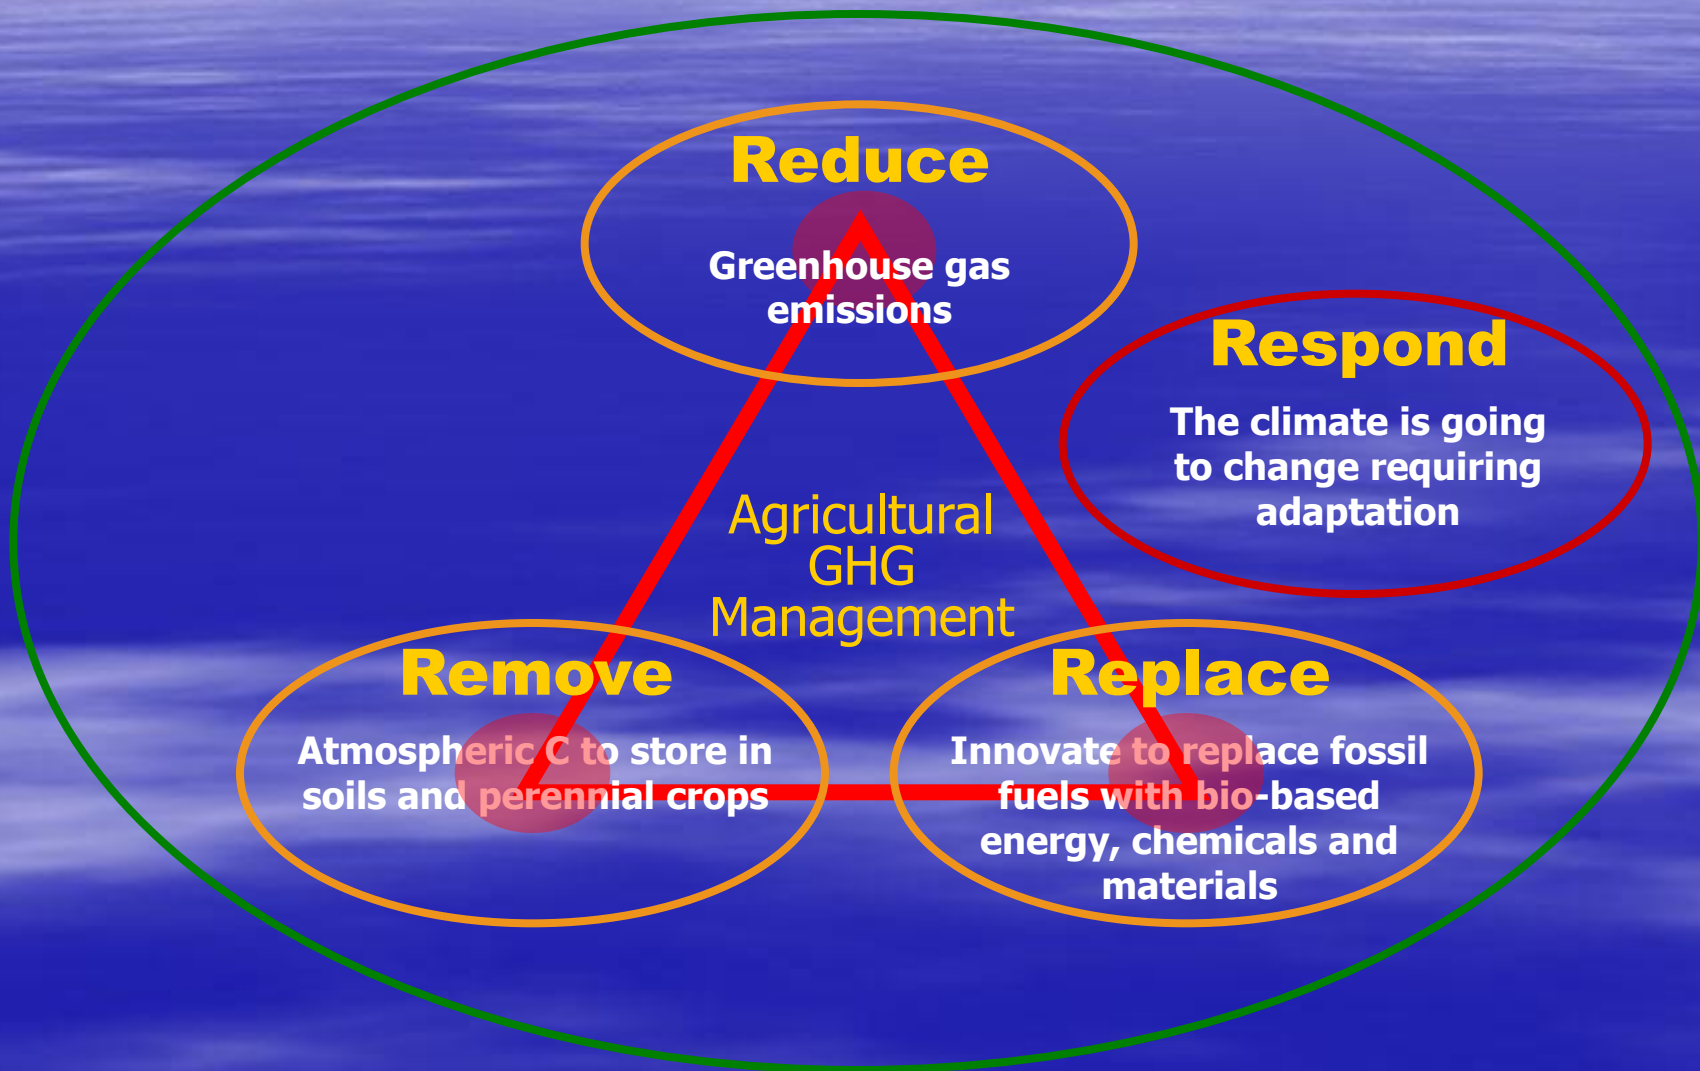 Reduce
Greenhouse gas
emissions
Respond
The climate is going
to change requiring
adaptation
Agricultural
GHG
Management
Remove
Atmospheric C to store in
soils and perennial crops
Replace
Innovate to replace fossil
fuels with bio-based
energy, chemicals and
materials